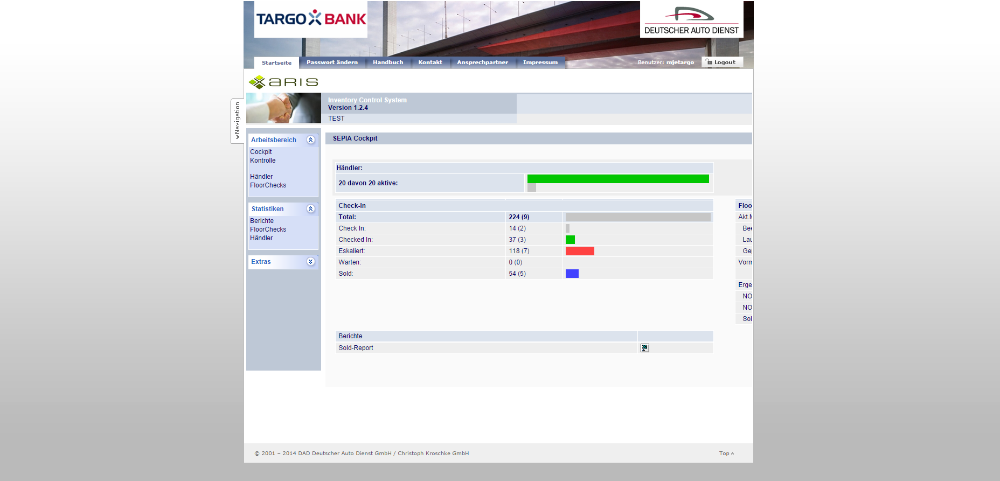 TARGO BANK
DEUTSCHER AUTO DIENST
Startseite Passwort ändern Handbuch Kontakt Ansprechpartner Impressum Benutzer: mjetargo Logout
ARIS
Navigation
Inventory Control System
Version 1.2.4
TEST
Arbeitsbereich
Cockpit
Kontrolle
Händler
FloorChecks
Statistiken
Berichte
FloorChecks
Händler
Extras
SEPIA Cockpit
Händler:
20 davon 20 aktive:
Check-In
Total: 224 (9)
Check In: 14 (2)
Checked In: 37 (3)
Eskaliert: 118 (7)
Warten: 0 (0)
Sold: 54 (5)
Floo
Akt.
Bee
Lau
Vorm
Erge
NO
NO
Sol
Berichte
Sold-Report
© 2001 – 2014 DAD Deutscher Auto Dienst GmbH / Christoph Kroschke GmbH
Top